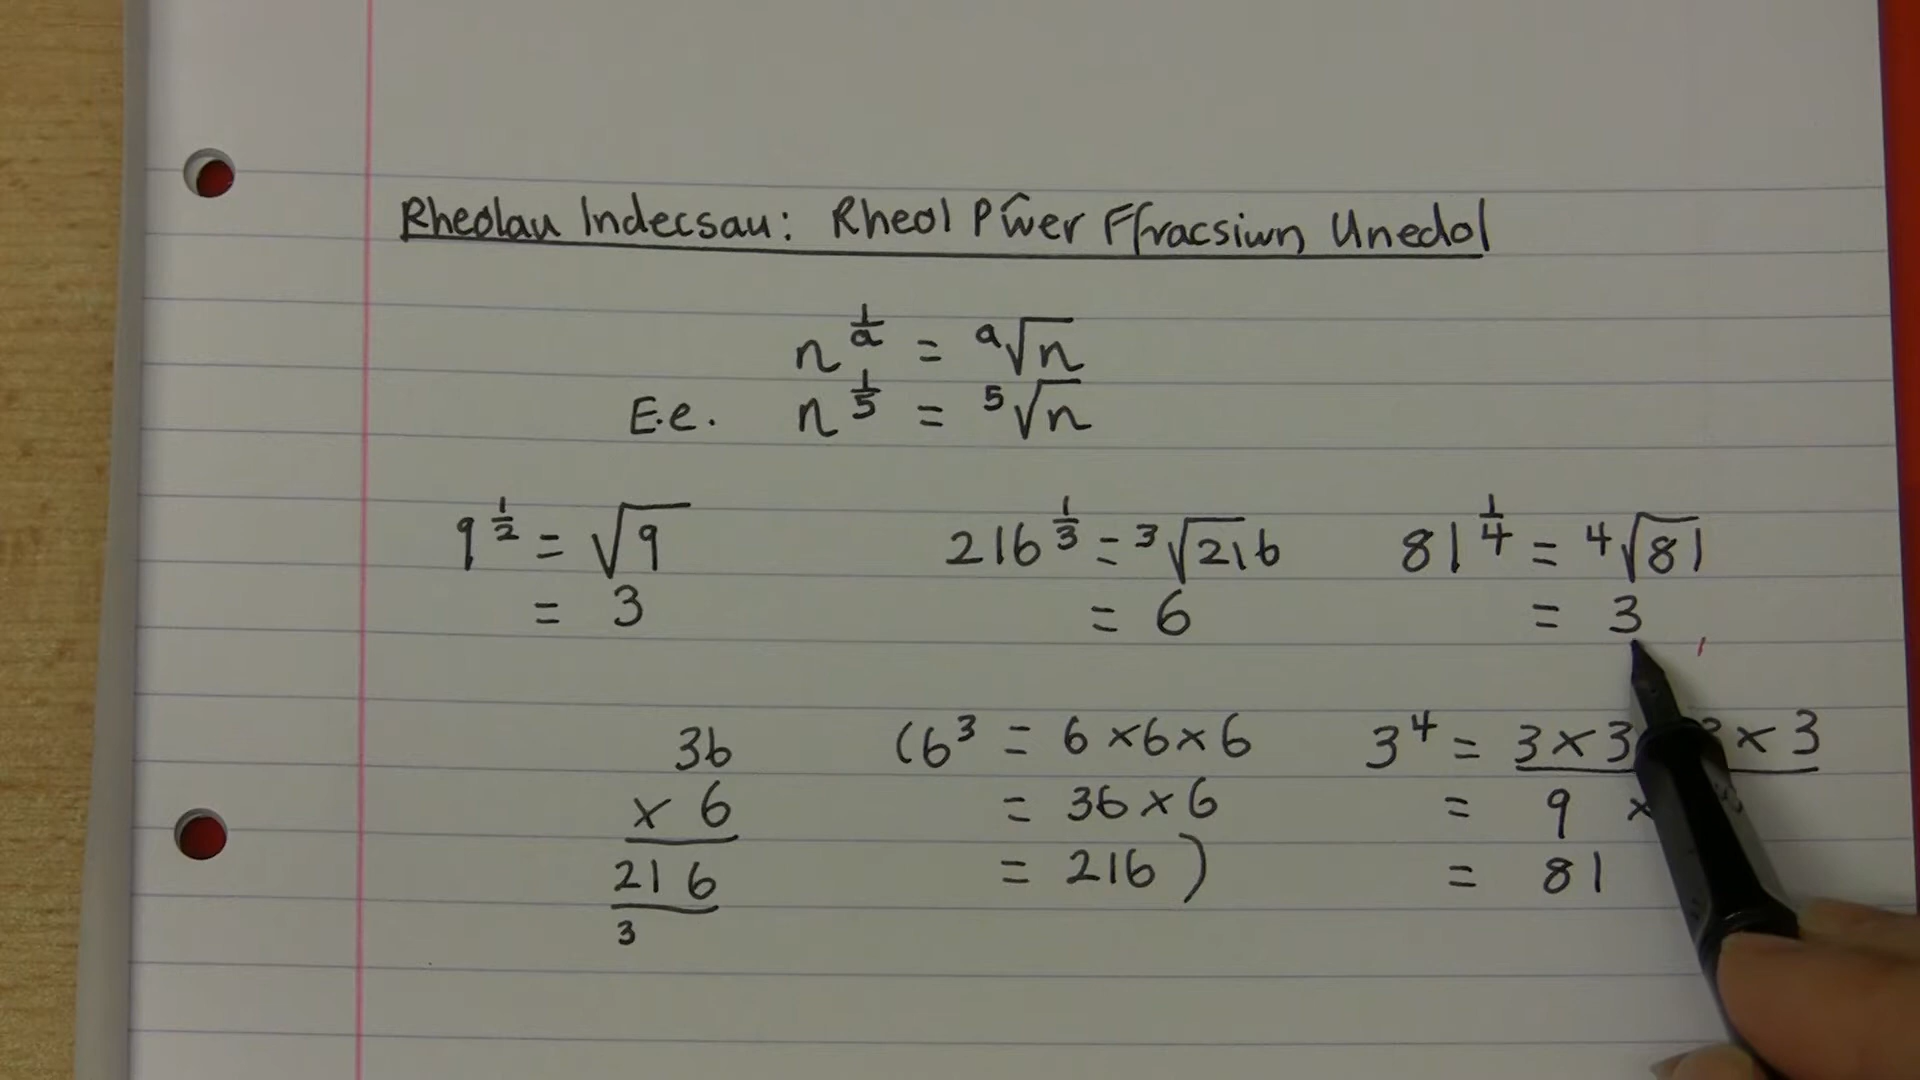 Rheolau Indecsau: Rheol Pŵer Ffracsiwn Unedol
n^(1/a) = ᵃ√n
E.e. n^(1/5) = ⁵√n
9^(1/2) = √9
= 3
216^(1/3) = ³√216
= 6
81^(1/4) = ⁴√81
= 3
36
× 6
216
3
(6³ = 6 × 6 × 6
= 36 × 6
= 216)
3⁴ = 3 × 3 × 3
= 9 ×
= 81